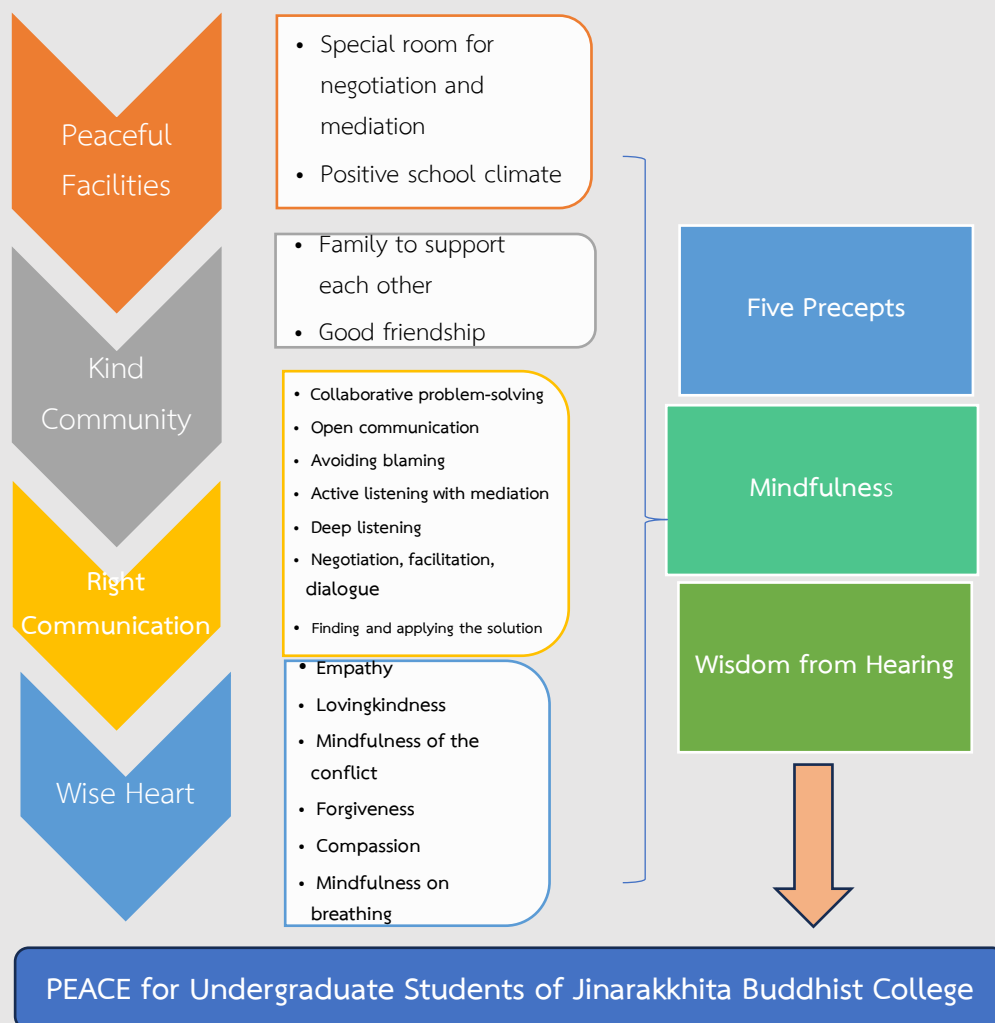 Peaceful
Facilities
• Special room for
negotiation and
mediation
• Positive school climate
Kind
Community
• Family to support
each other
• Good friendship
Right
Communication
• Collaborative problem-solving
• Open communication
• Avoiding blaming
• Active listening with mediation
• Deep listening
• Negotiation, facilitation,
dialogue
• Finding and applying the solution
Wise Heart
• Empathy
• Lovingkindness
• Mindfulness of the
conflict
• Forgiveness
• Compassion
• Mindfulness on
breathing
Five Precepts
Mindfulness
Wisdom from Hearing
PEACE for Undergraduate Students of Jinarakkhita Buddhist College